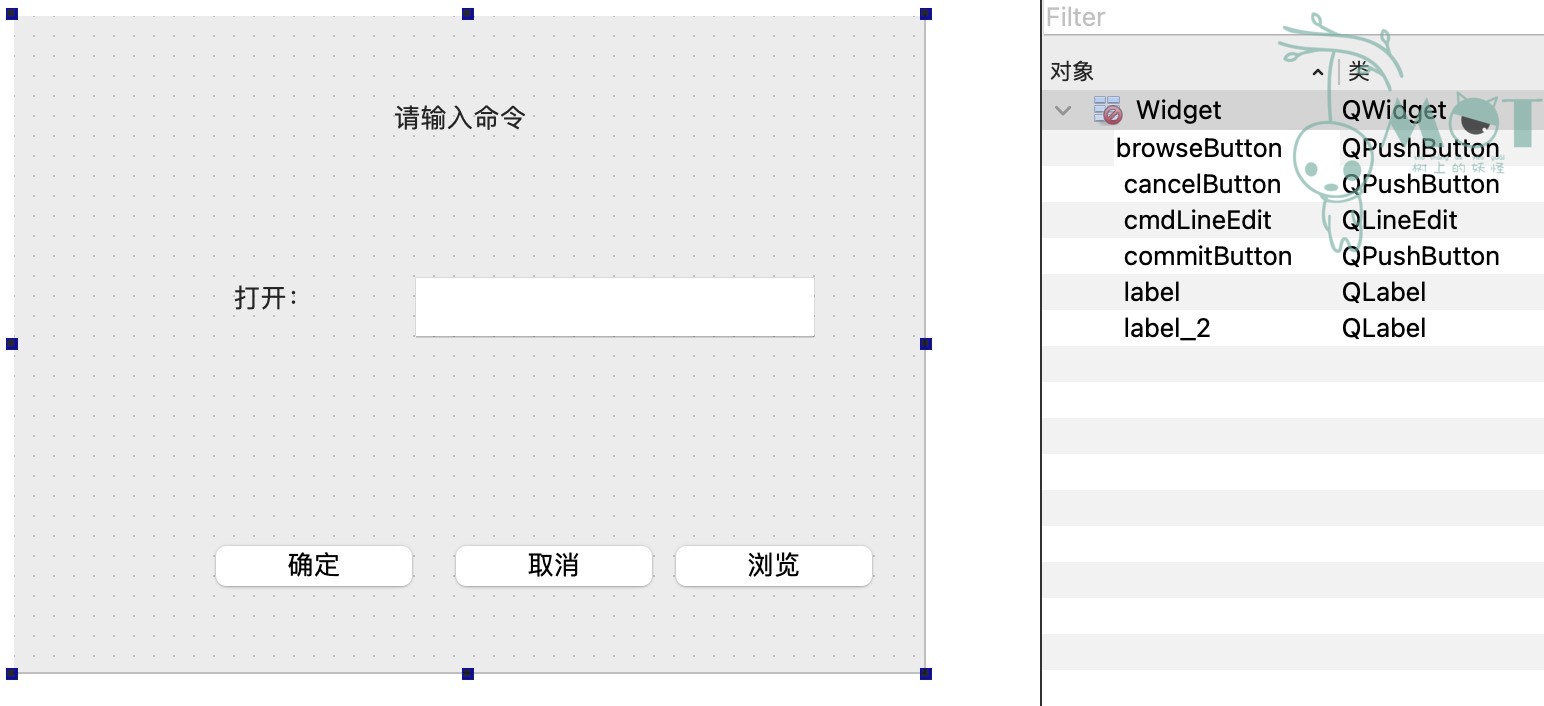 请输入命令
打开：
确定 取消 浏览
Filter
对象 类
Widget QWidget
browseButton QPushButton
cancelButton QPushButton
cmdLineEdit QLineEdit
commitButton QPushButton
label QLabel
label_2 QLabel
MOT
树上的妖怪